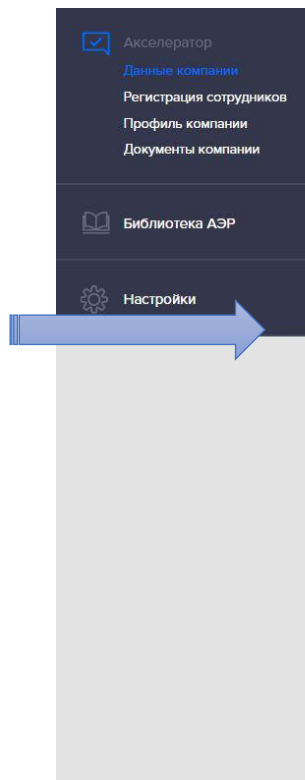 Акселератор
Данные компании
Регистрация сотрудников
Профиль компании
Документы компании
Библиотека АЭР
Настройки